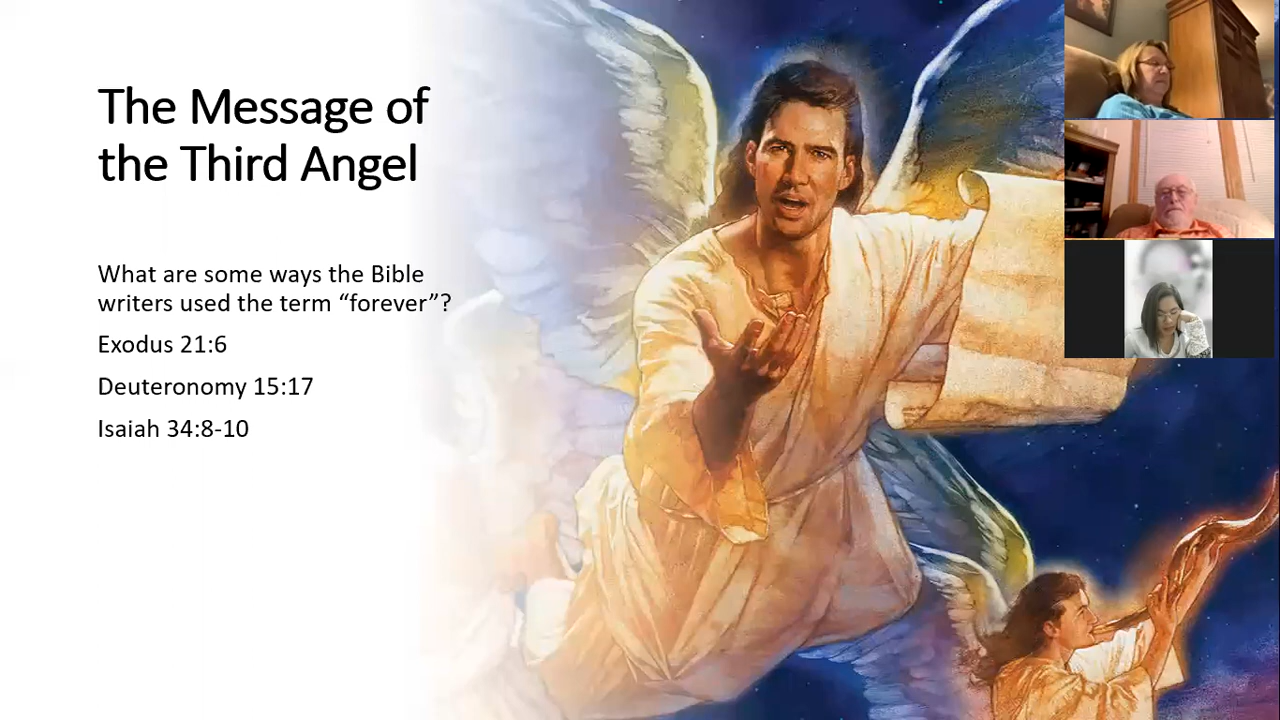 The Message of
the Third Angel
What are some ways the Bible
writers used the term “forever”?
Exodus 21:6
Deuteronomy 15:17
Isaiah 34:8-10